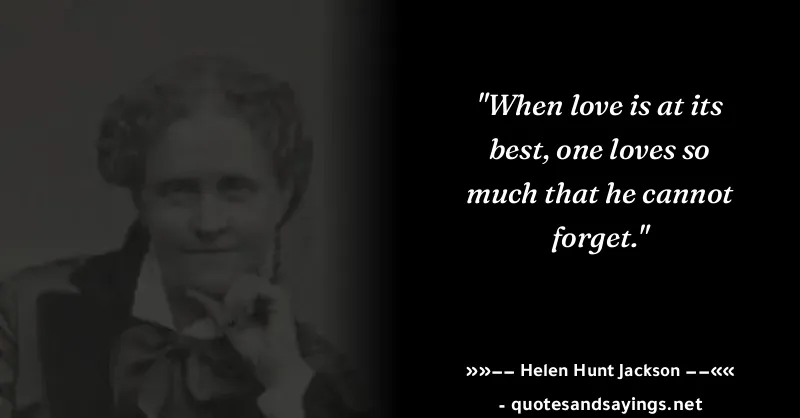 "When love is at its
best, one loves so
much that he cannot
forget."
»»−− Helen Hunt Jackson −−««
- quotesandsayings.net